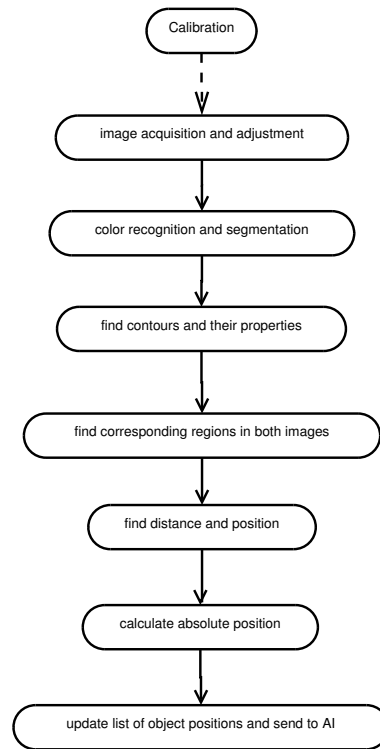 Calibration
image acquisition and adjustment
color recognition and segmentation
find contours and their properties
find corresponding regions in both images
find distance and position
calculate absolute position
update list of object positions and send to AI